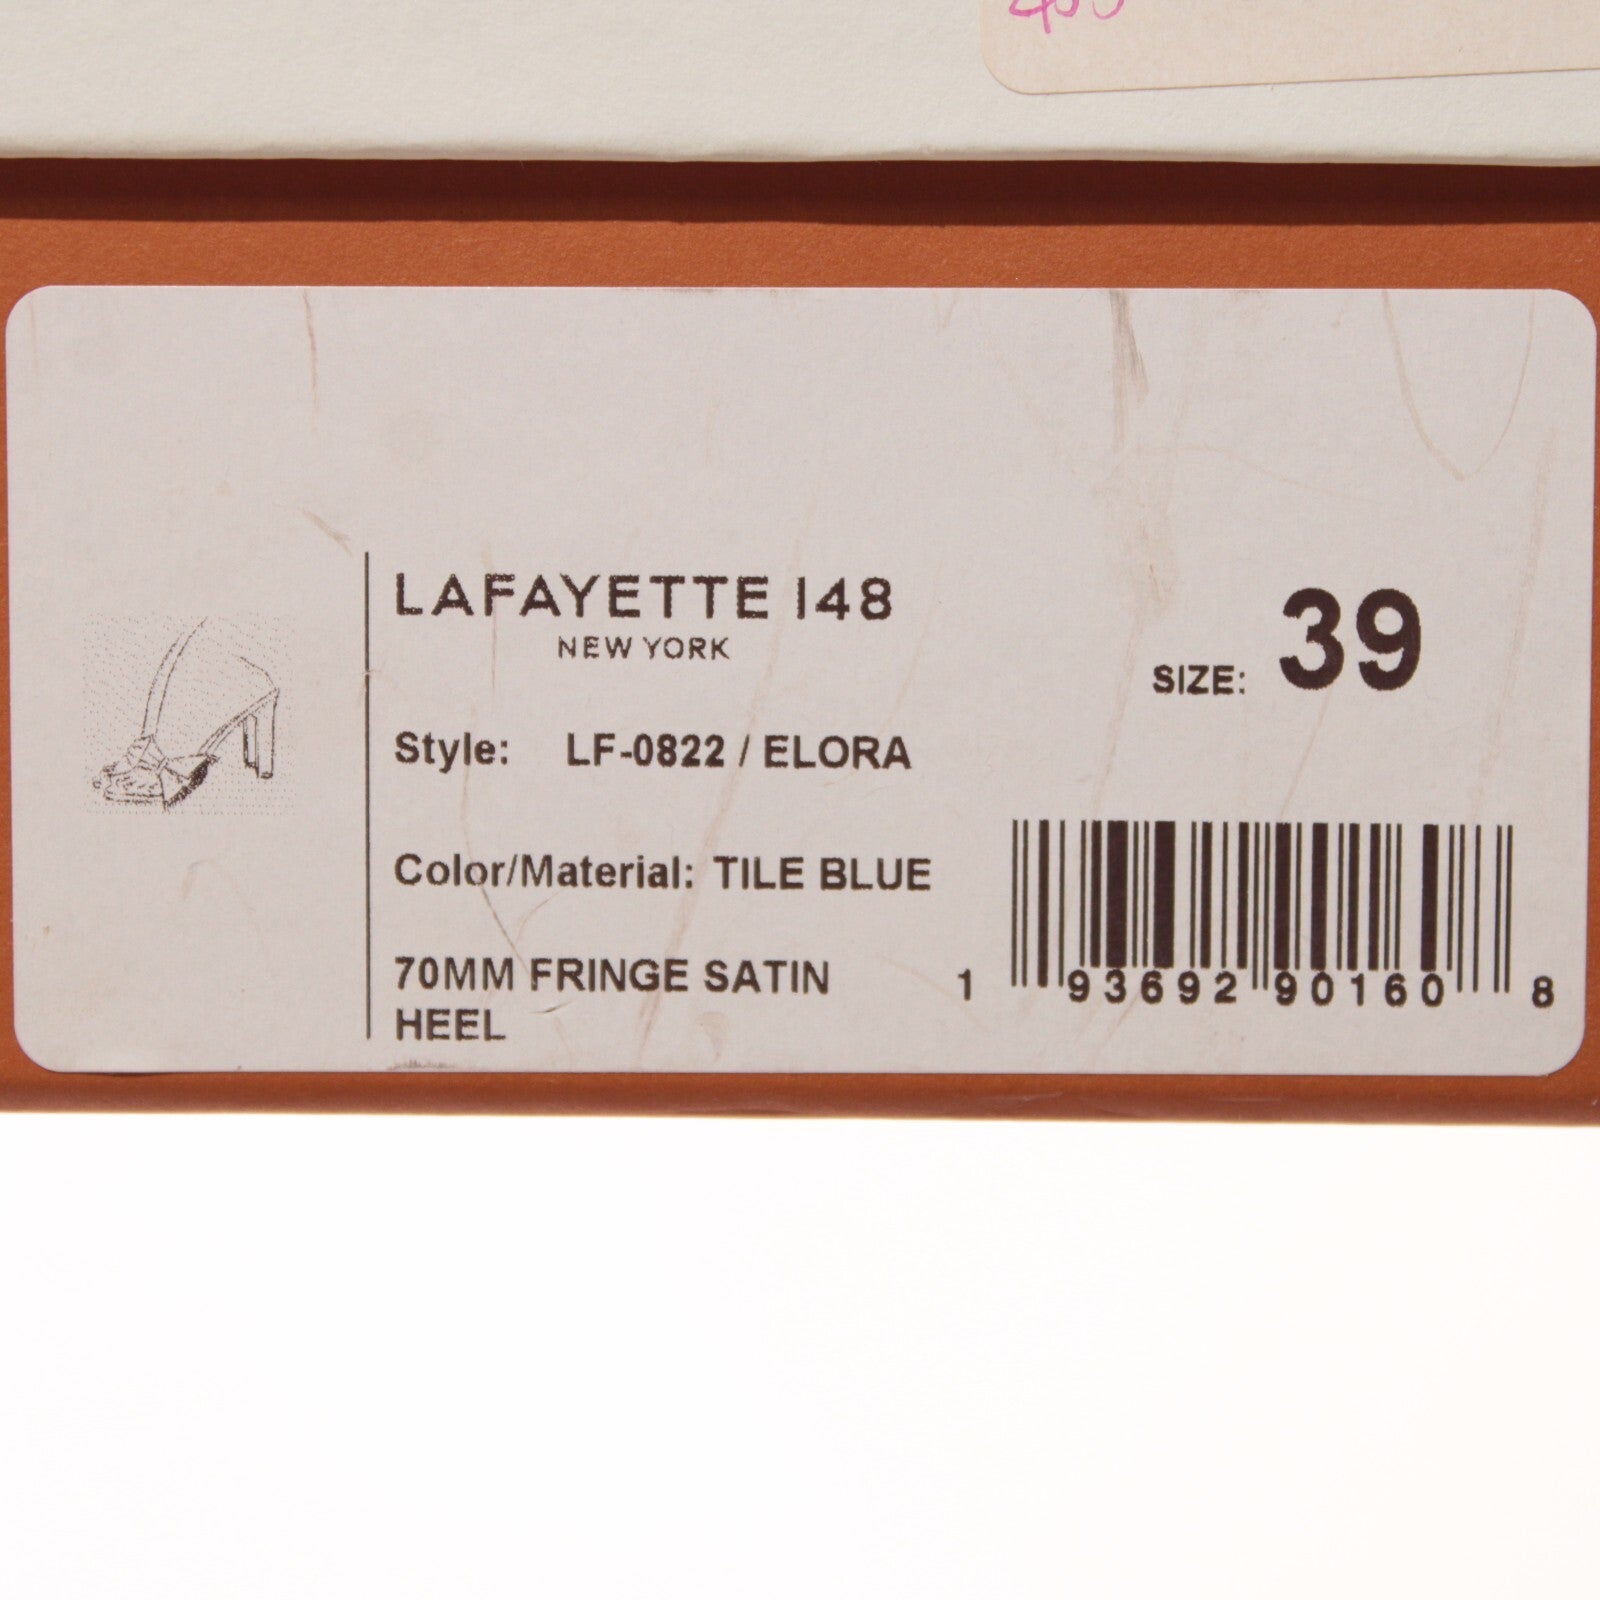 LAFAYETTE 148
NEW YORK
SIZE: 39
Style: LF-0822 / ELORA
Color/Material: TILE BLUE
70MM FRINGE SATIN
HEEL
1 93692 90160 8